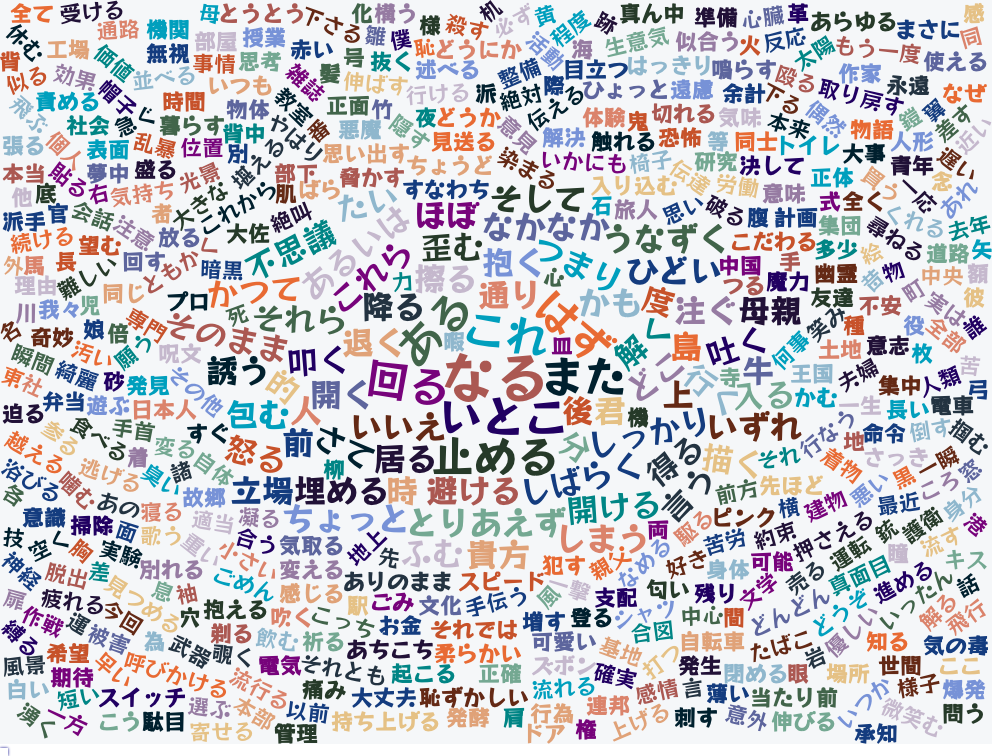 全て 受ける 母 とうとう 下さる 化 構う 様 殺す 机 必ず 黄 程度 跡 真ん中 準備 心臓 革 あらゆる まさに 感
休む 通路 機関 部屋 授業 赤い 雛 僕 恥 どうにか 活動 海 生意気 似合う 火 反応 太陽 もう一度 使える 同
背 工場 価値 無視 事情 思考 髪 号 抜く 述べる 整備 際 目立つ はっきり 鳴らす 殴る 作家 永遠 なぜ
似る 効果 帽子 並べる いつも 雑誌 伸ばす 行ける 派 絶対 伝える ひょっと 遠慮 余計 下る 取り戻す 翼
飛ぶ 責める 急ぐ 時間 物体 教室 正面 竹 夜 どうか 意見 体験 鬼 切れる 気味 本来 偶然 物語 鎧 差す 近い
張る 社会 乱暴 暮らす 背中 やはり 番 悪魔 隠す 見送る 解決 触れる 恐怖 等 同士 トイレ 大事 人形 遅い
個人 表面 位置 別 堪える 思い出す ちょうど 染まる いかにも 椅子 研究 決して 正体 青年 念
本当 貼る 夢中 盛る 光景 部下 脅かす すなわち そして 入り込む 伝達 労働 意味 買う 一応 あれ
他 底 右 気持ち 大きな これから 肌 ばら たい ほぼ 石 旅人 思い 破る 腹 計画 式 全く くれる 去年
派手 官 会話 注意 者 大佐 絶叫 あるいは 歪む なかなか うなずく こだわる 集団 尋ねる 道路 矢
続ける 望む 放る 不思議 これら 擦る 抱く つまり ひどい 中国 手 多少 絵 物 中央 額
外 馬 長 回す ともかく 暗黒 力 心 つる 魔力 幽霊 昔 町 彼
理由 難しい 同じ プロ かつて 降る 通り かも 度 注ぐ 母親 友達 不安 実は 誰
川 我々 児 専門 死 それら ある これ はず 笑み 種 役 全部
名 奇妙 娘 倍 そのまま 退く 暇 皿 解く 島 吐く 何事 土地 意志 枚
瞬間 汚い 願う 呪文 誘う 叩く 回る なる また どこ 行く 寺 牛 王国 夫婦 苦
東社 綺麗 砂 発見 その他 的 開く いとこ 後 君 機 上 入る かむ 集中 人類 弓
迫る 弁当 遊ぶ 日本人 包む 人 いいえ しっかり いずれ 一生 長い 電車
越える 参る 食べる 手首 変る すぐ 怒る 前 さて 居る 止める 得る 描く それ 行なう 地 命令 倒す 掴む
逃げる 着 自体 柳 しばらく 着物 さっき 一瞬 窓
浴びる 噛む 臭い 諸 故郷 立場 埋める 時 避ける 開ける 言う 前方 先ほど 悪い 黒 ころ
各 あの 寝る 適当 凝る ちょっと とりあえず 駆る ピンク 横 建物 最近 身分
意識 掃除 面 歌う 重い 合う 気取る しまう 両 苦労 約束 押さえる 銃 護衛 港
技 空く 胸 実験 小さい 地上 先 ふむ 貴方 犯す 親父 なめる 好き 可能 運転 瞳 流す
神経 脱出 差 別れる ごめん 変える ありのまま スピード 一撃 身体 売る 真面目 キス
扉 疲れる 見つめる 息 袖 感じる 駅 ごみ 文化 手伝う 風 支配 匂い 残り 文学 どんどん 進める 話
作戦 今回 穴 抱える 吹く こっち お金 それでは 増す 登る シャツ 中心 間 どうぞ いったん 飛行
縛る 運 被害 為 剃る 飲む 祈る あちこち 柔らかい 可愛い 合図 自転車 たばこ 優しい 解る
希望 武器 覗く 電気 それとも 起こる 正確 ズボン 基地 打つ 発生 岩 知る 気の毒
風景 期待 白い 呼びかける 流行る 痛み 大丈夫 恥ずかしい 流れる 確実 感情 閉める 眼 場所 世間 ここ
白い 短い スイッチ 選ぶ 本部 以前 発酵 肩 行為 連邦 言 薄い 当たり前 いつか 様子 爆発
湧く 一方 こう 駄目 寄せる 管理 持ち上げる ドア 権 上げる 刺す 意外 伸びる 承知 微笑む 問う